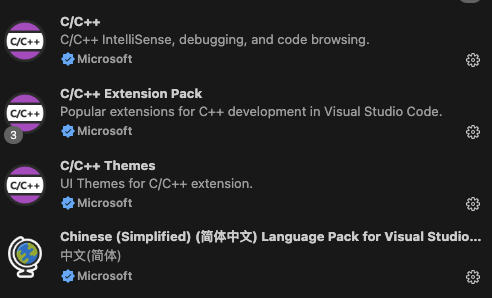 C/C++
C/C++
C/C++ IntelliSense, debugging, and code browsing.
Microsoft
C/C++ Extension Pack
C/C++
Popular extensions for C++ development in Visual Studio Code.
3
Microsoft
C/C++ Themes
C/C++
UI Themes for C/C++ extension.
Microsoft
Chinese (Simplified) (简体中文) Language Pack for Visual Studio...
中文(简体)
Microsoft